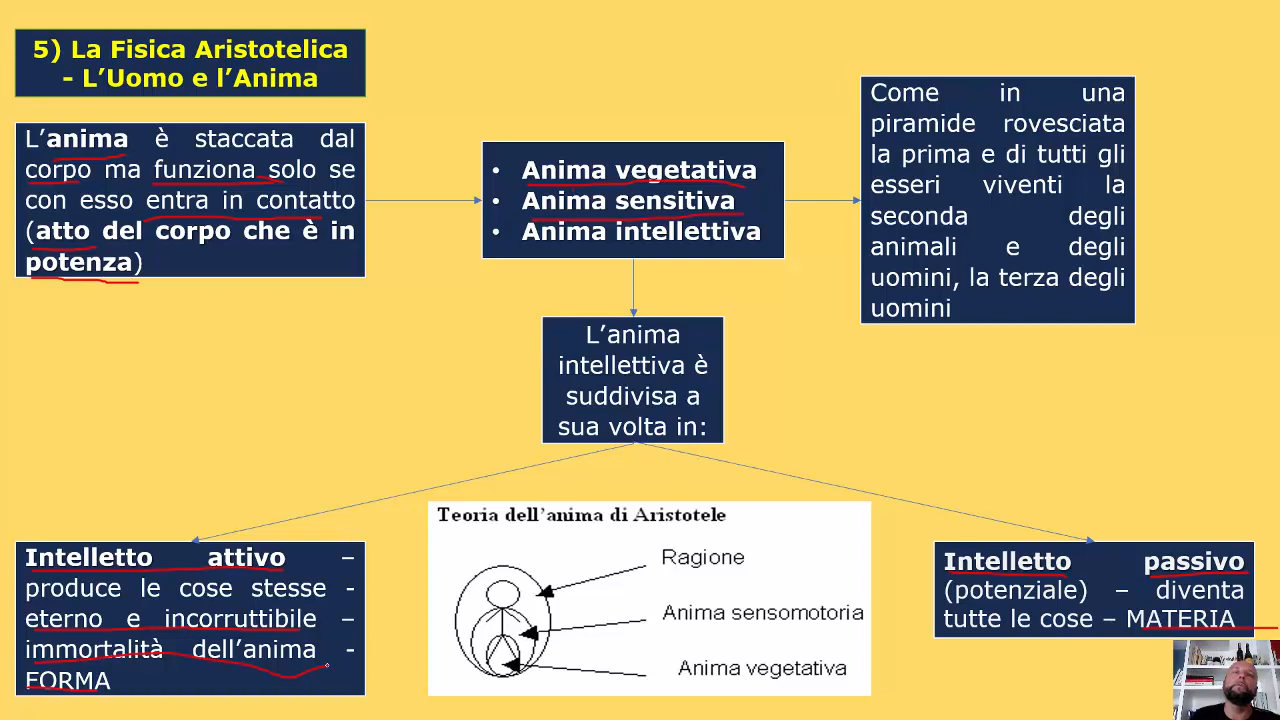 5) La Fisica Aristotelica
- L’Uomo e l’Anima
L’anima è staccata dal
corpo ma funziona solo se
con esso entra in contatto
(atto del corpo che è in
potenza)
• Anima vegetativa
• Anima sensitiva
• Anima intellettiva
Come in una
piramide rovesciata
la prima e di tutti gli
esseri viventi la
seconda degli
animali e degli
uomini, la terza degli
uomini
L’anima
intellettiva è
suddivisa a
sua volta in:
Intelletto attivo –
produce le cose stesse -
eterno e incorruttibile –
immortalità dell’anima -
FORMA
Teoria dell’anima di Aristotele
Ragione
Anima sensomotoria
Anima vegetativa
Intelletto passivo
(potenziale) – diventa
tutte le cose – MATERIA